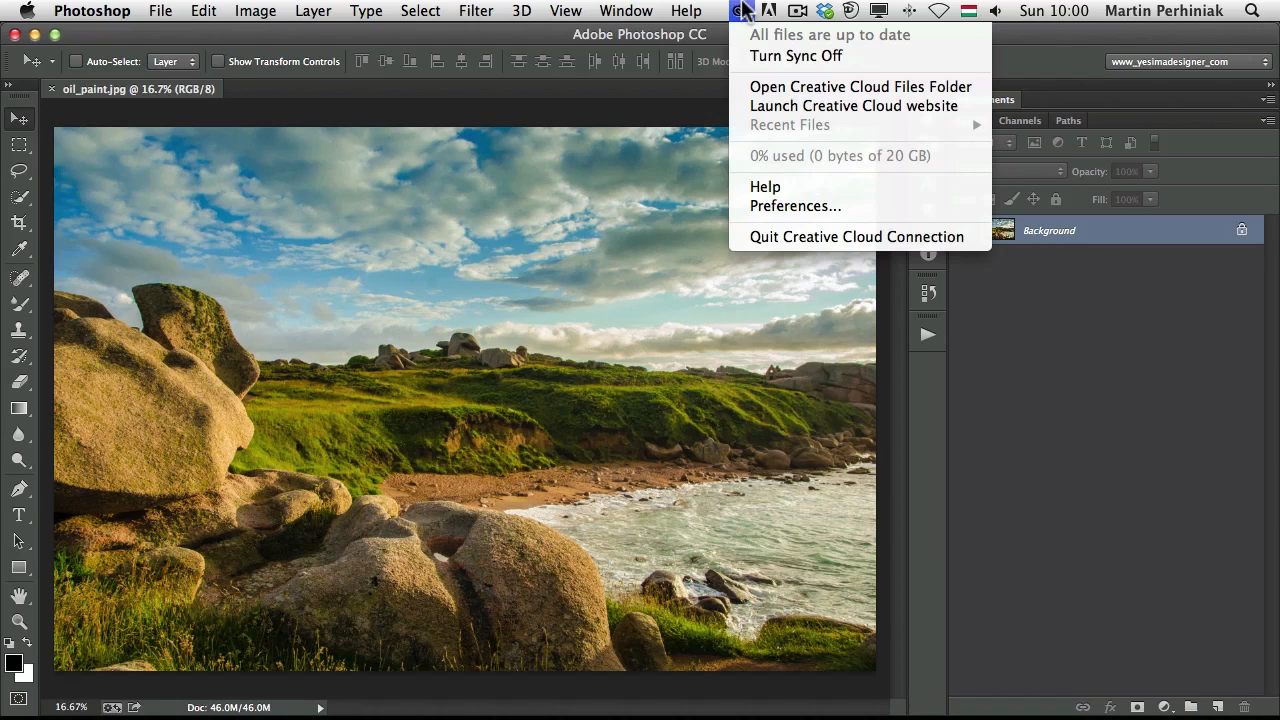 Photoshop File Edit Image Layer Type Select Filter 3D View Window Help Sun 10:00 Martin Perhiniak
Adobe Photoshop CC
All files are up to date
Turn Sync Off
Open Creative Cloud Files Folder
Launch Creative Cloud website
Recent Files
0% used (0 bytes of 20 GB)
Help
Preferences...
Quit Creative Cloud Connection
Auto-Select: Layer Show Transform Controls 3D Mo www_yesimadesigner_com
× oil_paint.jpg @ 16.7% (RGB/8)
Channels Paths
Opacity: 100%
Fill: 100%
Background
16.67% Doc: 46.0M/46.0M